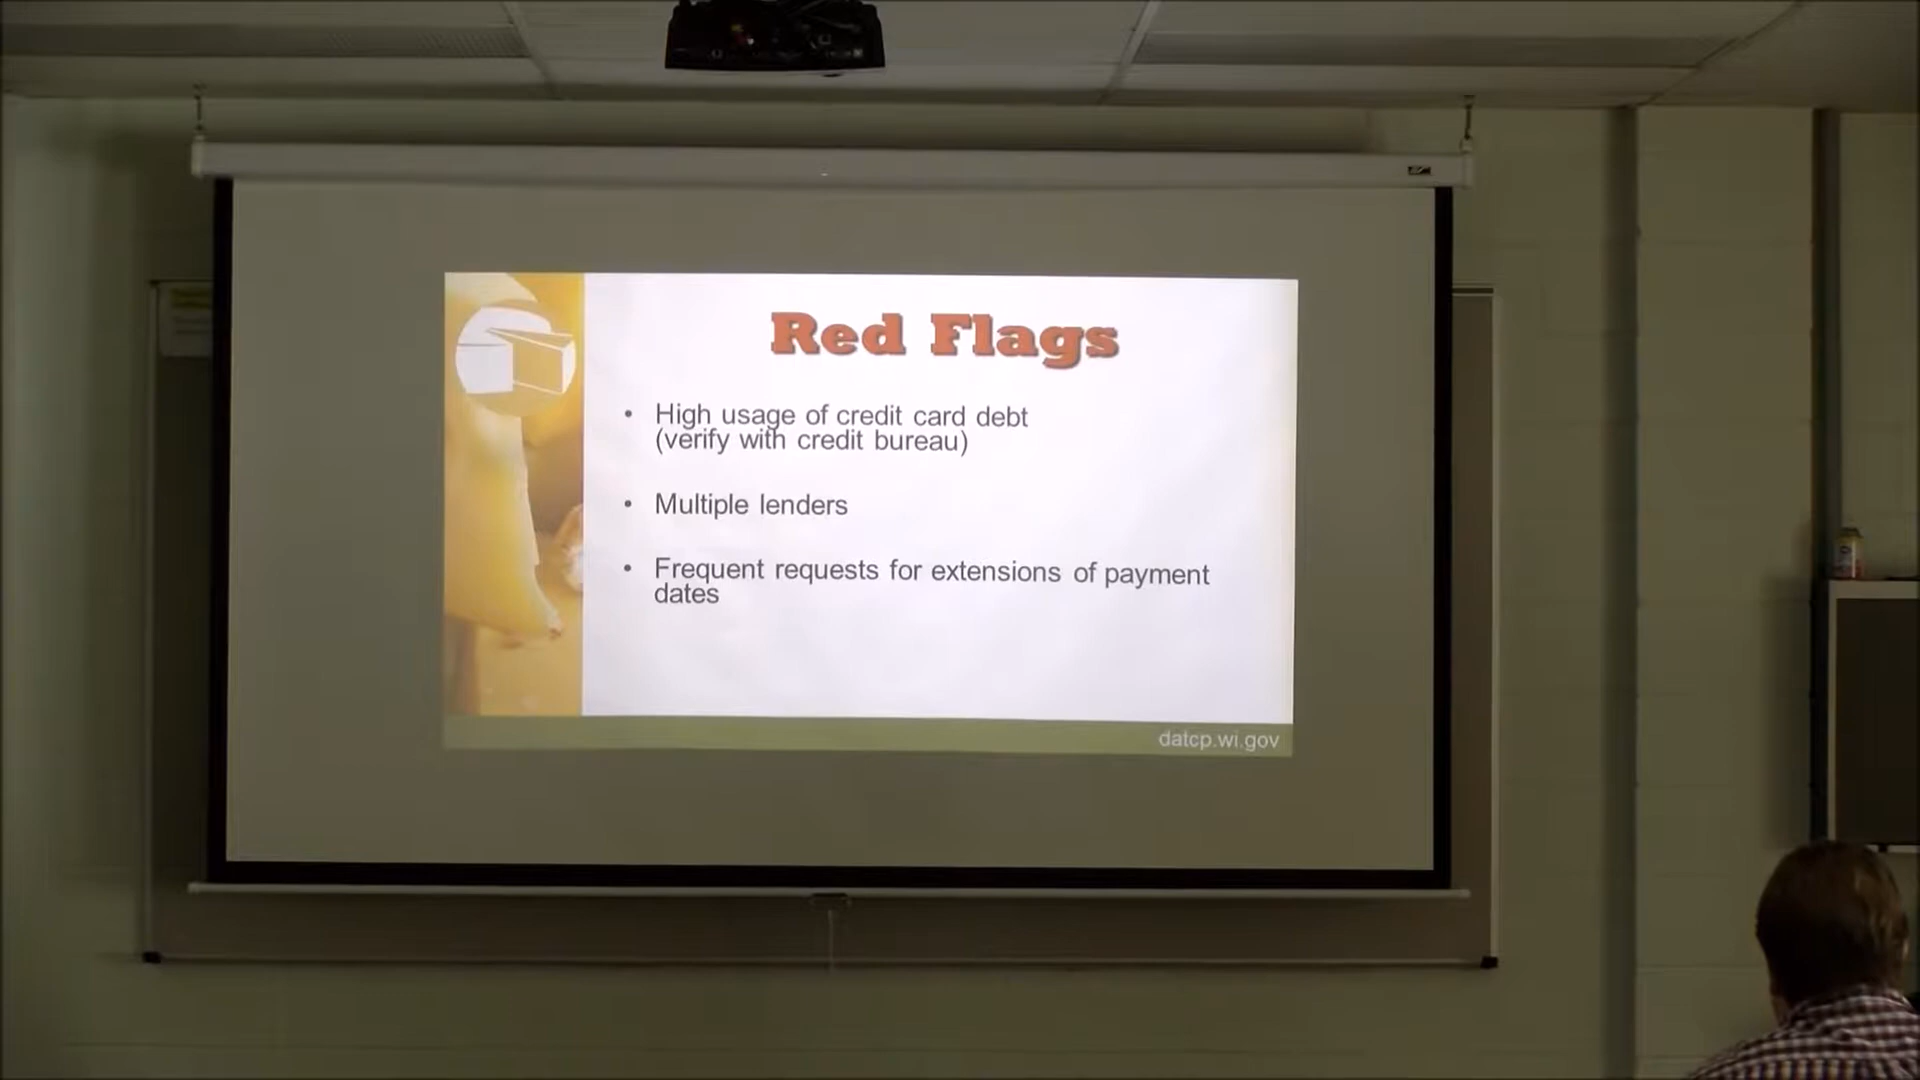 Red Flags
• High usage of credit card debt
(verify with credit bureau)
• Multiple lenders
• Frequent requests for extensions of payment
dates
datcp.wi.gov